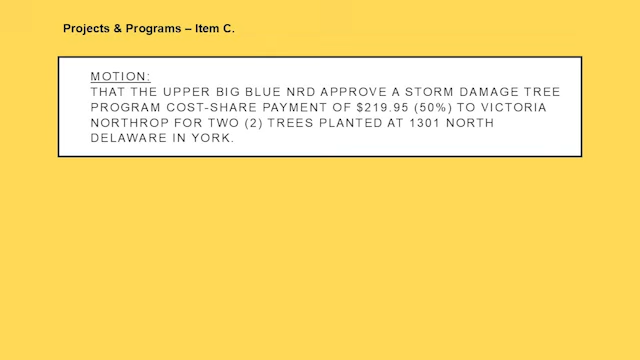 Projects & Programs – Item C.
MOTION:
THAT THE UPPER BIG BLUE NRD APPROVE A STORM DAMAGE TREE
PROGRAM COST-SHARE PAYMENT OF $219.95 (50%) TO VICTORIA
NORTHROP FOR TWO (2) TREES PLANTED AT 1301 NORTH
DELAWARE IN YORK.